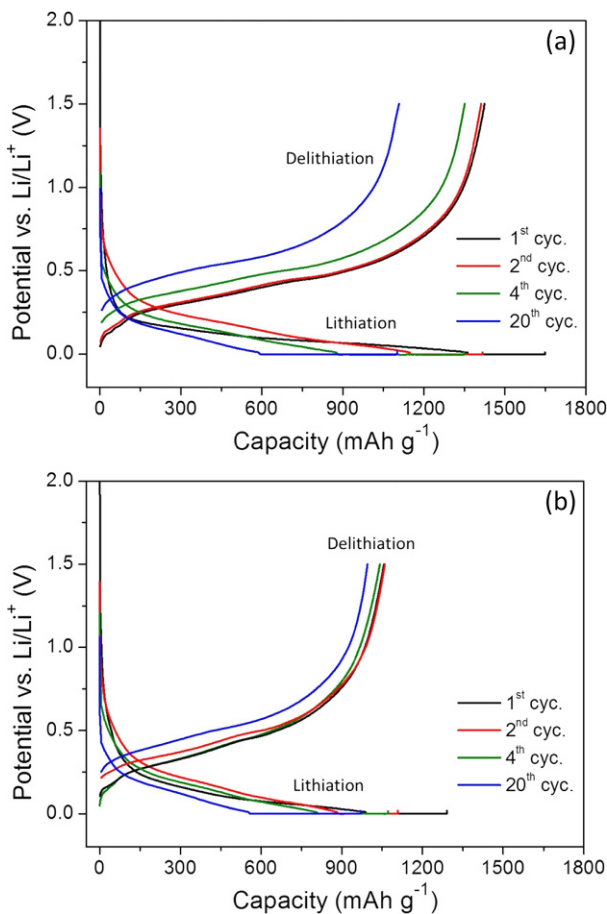 (a)
2.0
1.5
1.0
0.5
0.0
Potential vs. Li/Li⁺ (V)
Delithiation
Lithiation
1ˢᵗ cyc.
2ⁿᵈ cyc.
4ᵗʰ cyc.
20ᵗʰ cyc.
0 300 600 900 1200 1500 1800
Capacity (mAh g⁻¹)
(b)
2.0
1.5
1.0
0.5
0.0
Potential vs. Li/Li⁺ (V)
Delithiation
Lithiation
1ˢᵗ cyc.
2ⁿᵈ cyc.
4ᵗʰ cyc.
20ᵗʰ cyc.
0 300 600 900 1200 1500 1800
Capacity (mAh g⁻¹)